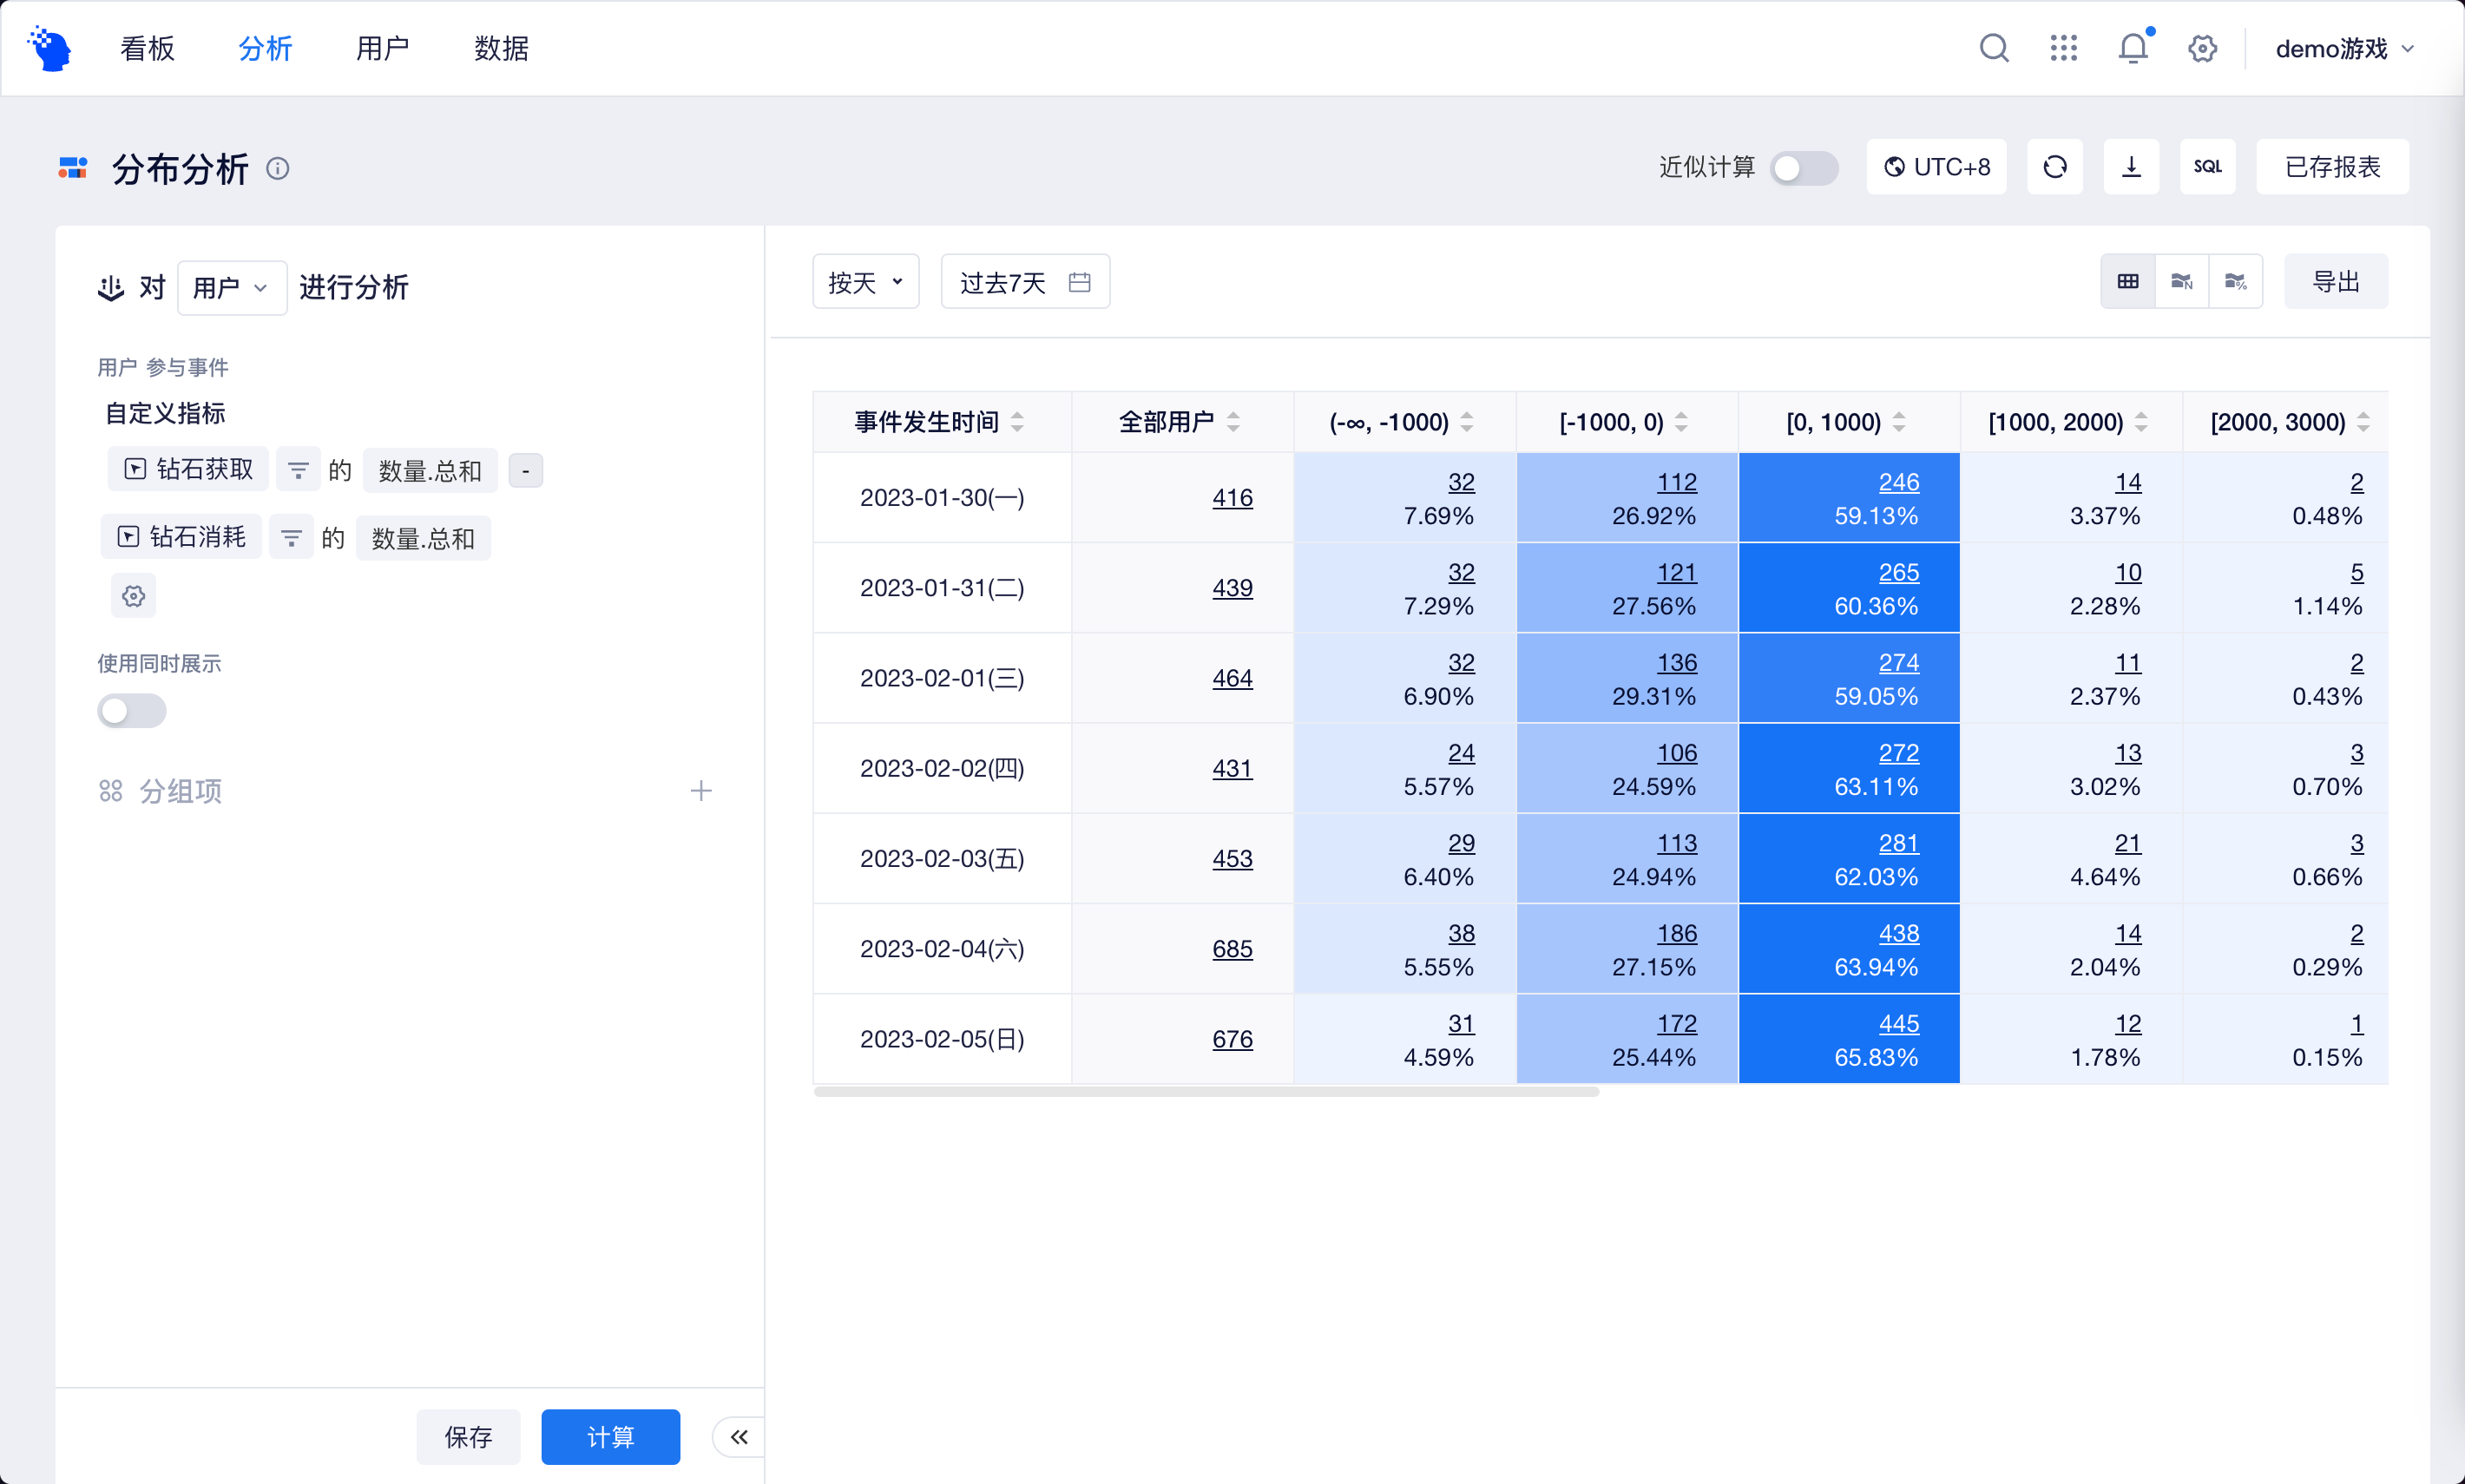 看板 分析 用户 数据 demo游戏
分布分析 近似计算 UTC+8 SQL 已存报表
对 用户 进行分析
用户 参与事件
自定义指标
钻石获取 的 数量.总和 -
钻石消耗 的 数量.总和
使用同时展示
分组项
保存 计算
按天 过去7天 N % 导出
事件发生时间 全部用户 (-∞, -1000) [-1000, 0) [0, 1000) [1000, 2000) [2000, 3000)
2023-01-30(一) 416 32 112 246 14 2
7.69% 26.92% 59.13% 3.37% 0.48%
2023-01-31(二) 439 32 121 265 10 5
7.29% 27.56% 60.36% 2.28% 1.14%
2023-02-01(三) 464 32 136 274 11 2
6.90% 29.31% 59.05% 2.37% 0.43%
2023-02-02(四) 431 24 106 272 13 3
5.57% 24.59% 63.11% 3.02% 0.70%
2023-02-03(五) 453 29 113 281 21 3
6.40% 24.94% 62.03% 4.64% 0.66%
2023-02-04(六) 685 38 186 438 14 2
5.55% 27.15% 63.94% 2.04% 0.29%
2023-02-05(日) 676 31 172 445 12 1
4.59% 25.44% 65.83% 1.78% 0.15%